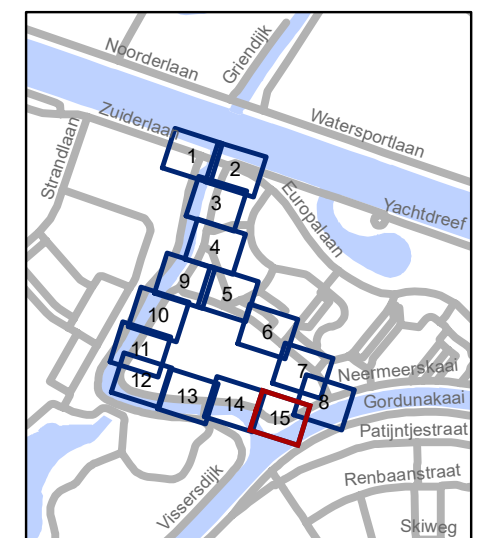 Noorderlaan
Griendijk
Zuiderlaan
Watersportlaan
Strandlaan
1
2
Europalaan
3
Yachtdreef
4
9
5
10
6
11
7
Neermeerskaai
12
13
14
8
Gordunakaai
15
Patijntjestraat
Vissersdijk
Renbaanstraat
Skiweg